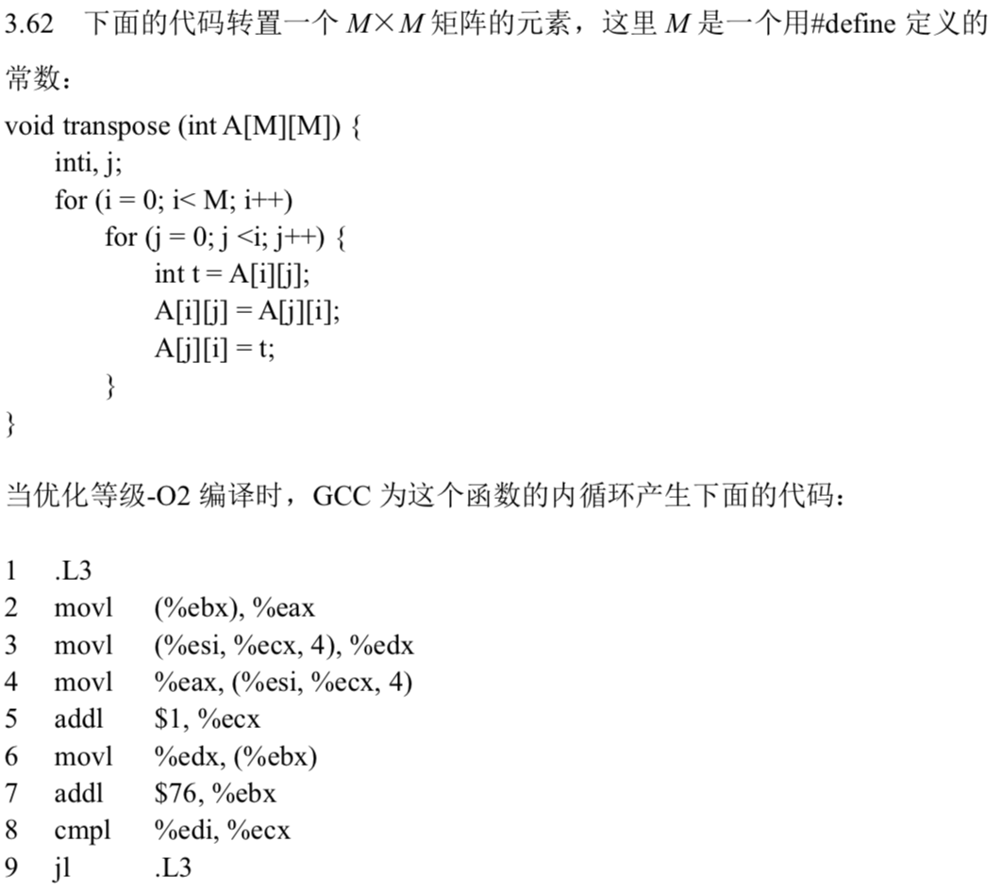 3.62 下面的代码转置一个 M×M 矩阵的元素，这里 M 是一个用#define 定义的
常数：
void transpose (int A[M][M]) {
inti, j;
for (i = 0; i< M; i++)
for (j = 0; j <i; j++) {
int t = A[i][j];
A[i][j] = A[j][i];
A[j][i] = t;
}
}
当优化等级-O2 编译时，GCC 为这个函数的内循环产生下面的代码：
1 .L3
2 movl (%ebx), %eax
3 movl (%esi, %ecx, 4), %edx
4 movl %eax, (%esi, %ecx, 4)
5 addl $1, %ecx
6 movl %edx, (%ebx)
7 addl $76, %ebx
8 cmpl %edi, %ecx
9 jl .L3